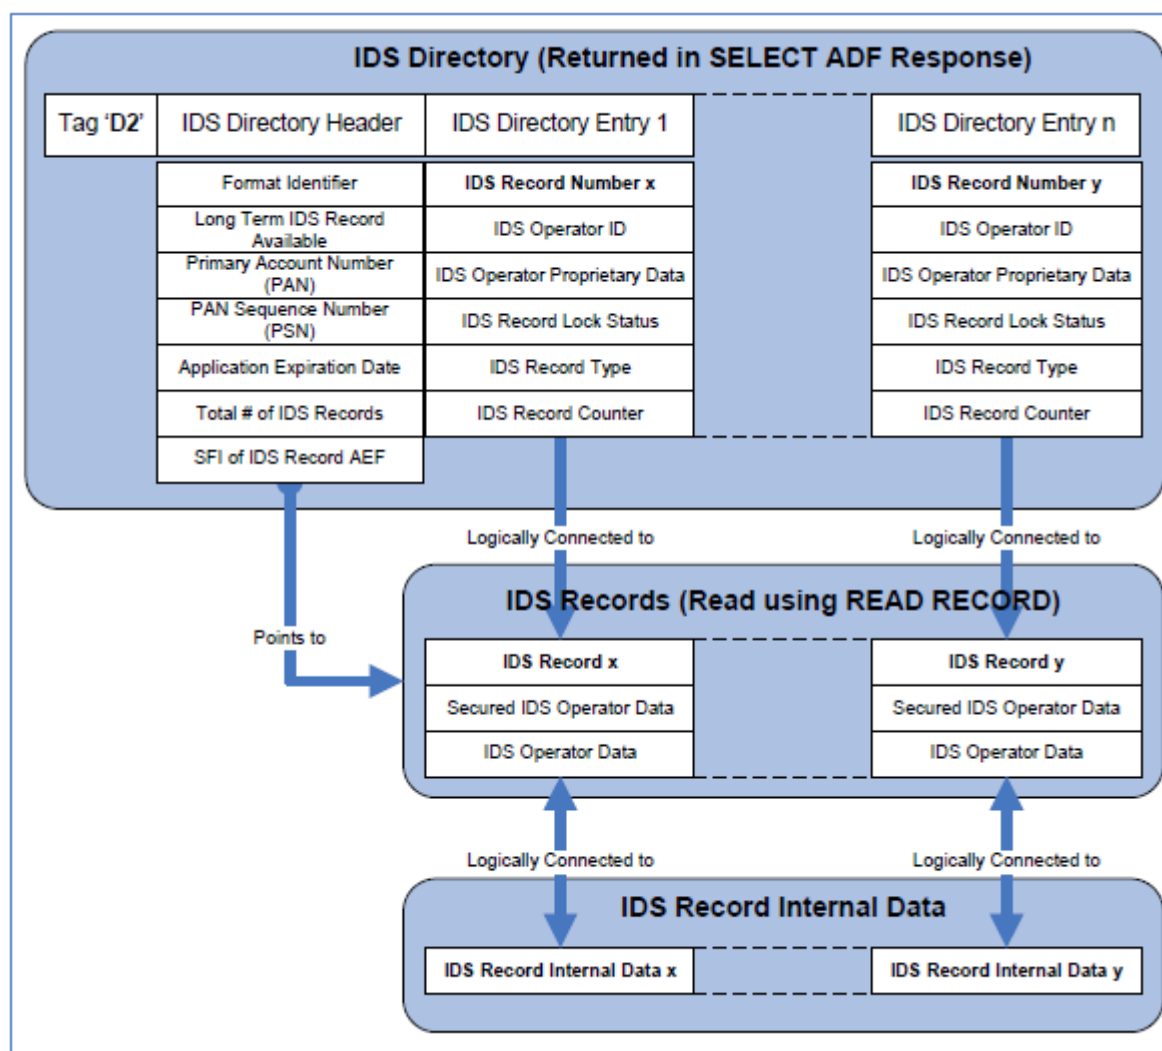 IDS Directory (Returned in SELECT ADF Response)
Tag ‘D2’
IDS Directory Header
IDS Directory Entry 1
IDS Directory Entry n
Format Identifier
Long Term IDS Record
Available
Primary Account Number
(PAN)
PAN Sequence Number
(PSN)
Application Expiration Date
Total # of IDS Records
SFI of IDS Record AEF
IDS Record Number x
IDS Operator ID
IDS Operator Proprietary Data
IDS Record Lock Status
IDS Record Type
IDS Record Counter
IDS Record Number y
IDS Operator ID
IDS Operator Proprietary Data
IDS Record Lock Status
IDS Record Type
IDS Record Counter
Logically Connected to
Logically Connected to
Points to
IDS Records (Read using READ RECORD)
IDS Record x
Secured IDS Operator Data
IDS Operator Data
IDS Record y
Secured IDS Operator Data
IDS Operator Data
Logically Connected to
Logically Connected to
IDS Record Internal Data
IDS Record Internal Data x
IDS Record Internal Data y